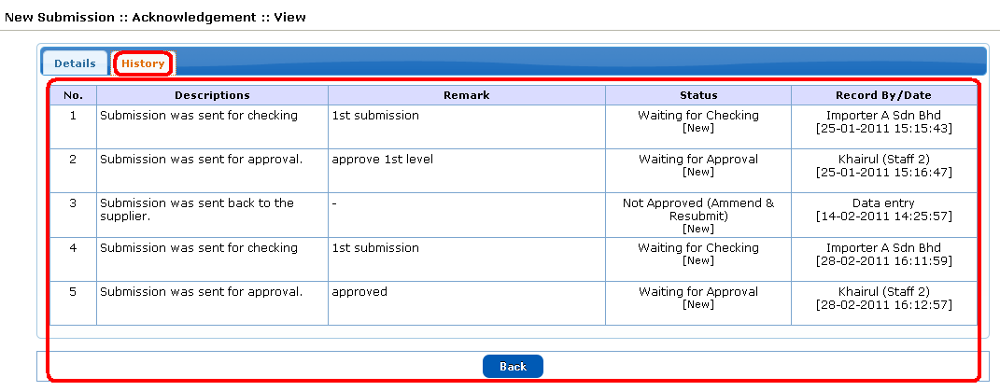 New Submission :: Acknowledgement :: View
Details History
No. Descriptions Remark Status Record By/Date
1 Submission was sent for checking 1st submission Waiting for Checking Importer A Sdn Bhd
[New] [25-01-2011 15:15:43]
2 Submission was sent for approval. approve 1st level Waiting for Approval Khairul (Staff 2)
[New] [25-01-2011 15:16:47]
3 Submission was sent back to the - Not Approved (Ammend & Data entry
supplier. Resubmit) [14-02-2011 14:25:57]
[New]
4 Submission was sent for checking 1st submission Waiting for Checking Importer A Sdn Bhd
[New] [28-02-2011 16:11:59]
5 Submission was sent for approval. approved Waiting for Approval Khairul (Staff 2)
[New] [28-02-2011 16:12:57]
Back